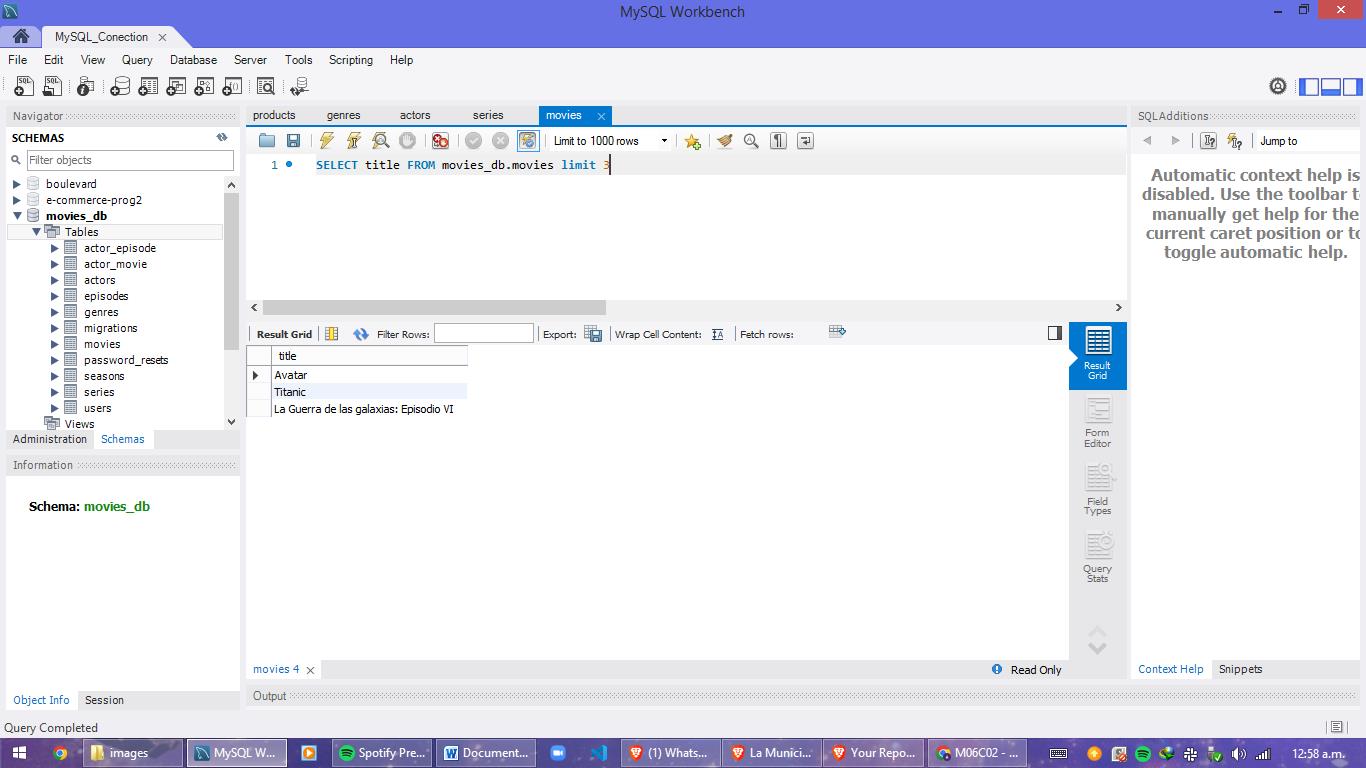 MySQL Workbench
MySQL_Conection
File Edit View Query Database Server Tools Scripting Help
Navigator
SCHEMAS
Filter objects
boulevard
e-commerce-prog2
movies_db
Tables
actor_episode
actor_movie
actors
episodes
genres
migrations
movies
password_resets
seasons
series
users
Views
Administration Schemas
Information
Schema: movies_db
Object Info Session
products genres actors series movies
Limit to 1000 rows
1 SELECT title FROM movies_db.movies limit 3
Result Grid Filter Rows: Export: Wrap Cell Content: Fetch rows:
title
Avatar
Titanic
La Guerra de las galaxias: Episodio VI
Result
Grid
Form
Editor
Field
Types
Query
Stats
movies 4
Read Only
Output
SQLAdditions
Jump to
Automatic context help is
disabled. Use the toolbar t
manually get help for the
current caret position or to
toggle automatic help.
Context Help Snippets
Query Completed
images
MySQL W...
Spotify Pre...
Document...
(1) Whats...
La Munici...
Your Repo...
M06C02 - ...
12:58 a.m.